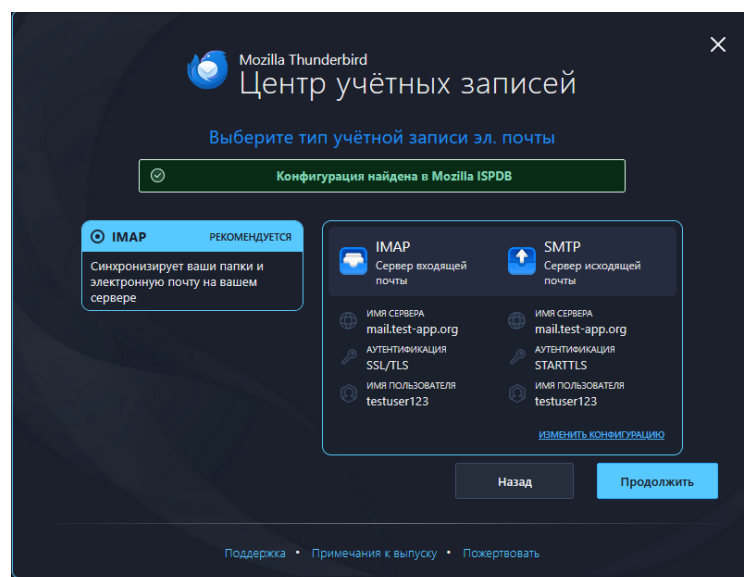 Mozilla Thunderbird
Центр учётных записей
Выберите тип учётной записи эл. почты
Конфигурация найдена в Mozilla ISPDB
IMAP РЕКОМЕНДУЕТСЯ
Синхронизирует ваши папки и
электронную почту на вашем
сервере
IMAP
Сервер входящей
почты
SMTP
Сервер исходящей
почты
ИМЯ СЕРВЕРА
mail.test-app.org
АУТЕНТИФИКАЦИЯ
SSL/TLS
ИМЯ ПОЛЬЗОВАТЕЛЯ
testuser123
ИМЯ СЕРВЕРА
mail.test-app.org
АУТЕНТИФИКАЦИЯ
STARTTLS
ИМЯ ПОЛЬЗОВАТЕЛЯ
testuser123
ИЗМЕНИТЬ КОНФИГУРАЦИЮ
Назад
Продолжить
Поддержка • Примечания к выпуску • Пожертвовать